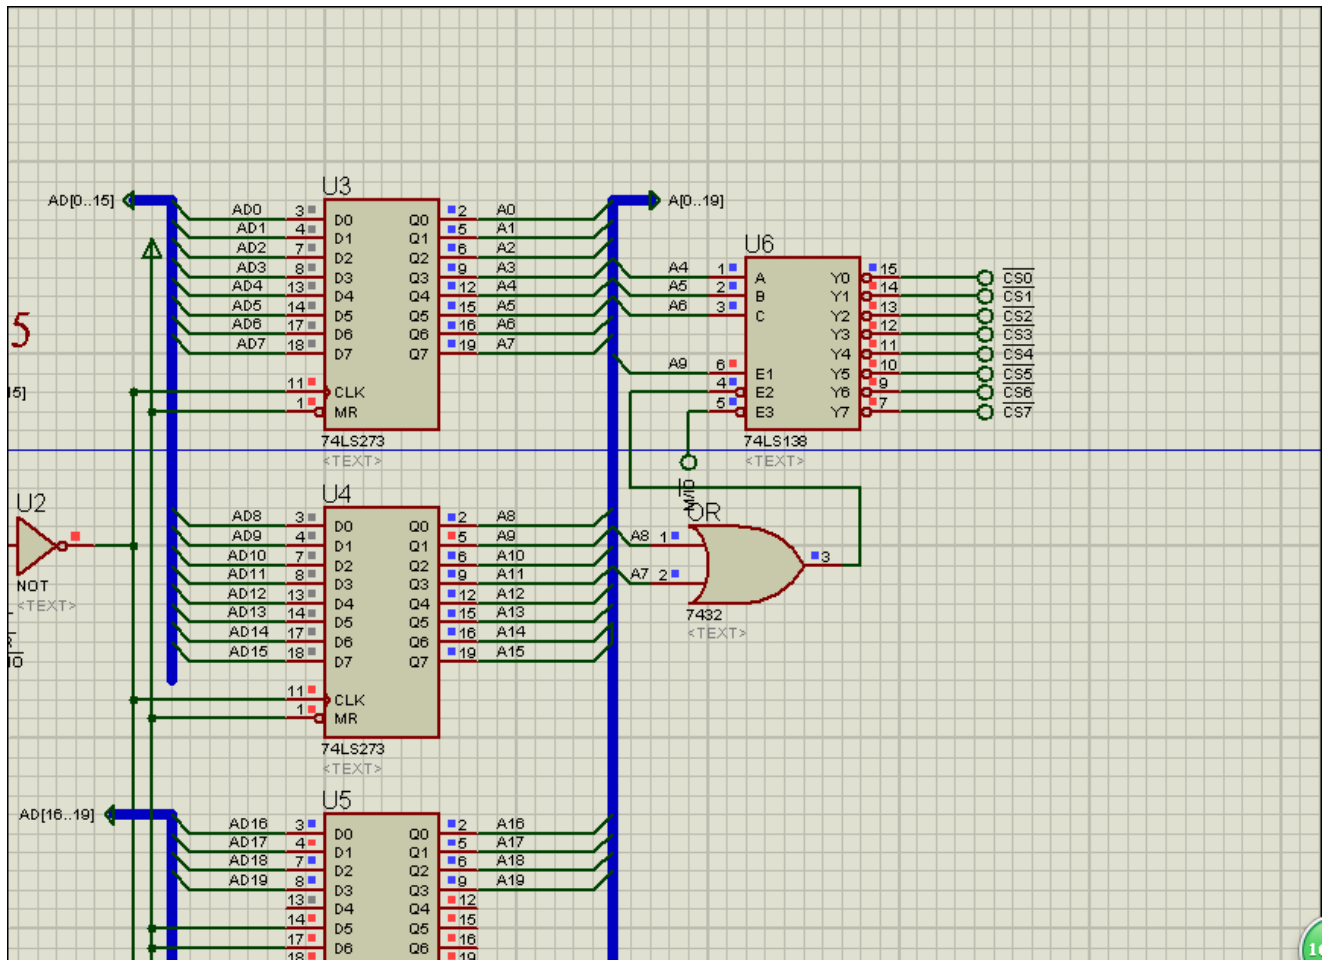 U3
AD[0..15]
A[0..19]
AD0 3 D0 Q0 2 A0
AD1 4 D1 Q1 5 A1
AD2 7 D2 Q2 6 A2
AD3 8 D3 Q3 9 A3
AD4 13 D4 Q4 12 A4
AD5 14 D5 Q5 15 A5
AD6 17 D6 Q6 16 A6
AD7 18 D7 Q7 19 A7
11 CLK
1 MR
74LS273
<TEXT>
U6
A4 1 A Y0 15 CS0
A5 2 B Y1 14 CS1
A6 3 C Y2 13 CS2
Y3 12 CS3
Y4 11 CS4
A9 6 E1 Y5 10 CS5
4 E2 Y6 9 CS6
5 E3 Y7 7 CS7
74LS138
<TEXT>
M/IO
5
15]
U2
NOT
<TEXT>
U4
AD8 3 D0 Q0 2 A8
AD9 4 D1 Q1 5 A9
AD10 7 D2 Q2 6 A10
AD11 8 D3 Q3 9 A11
AD12 13 D4 Q4 12 A12
AD13 14 D5 Q5 15 A13
AD14 17 D6 Q6 16 A14
AD15 18 D7 Q7 19 A15
11 CLK
1 MR
74LS273
<TEXT>
OR
A8 1
3
A7 2
7432
<TEXT>
U5
AD[16..19]
AD16 3 D0 Q0 2 A16
AD17 4 D1 Q1 5 A17
AD18 7 D2 Q2 6 A18
AD19 8 D3 Q3 9 A19
13 D4 Q4 12
14 D5 Q5 15
17 D6 Q6 16
18 19